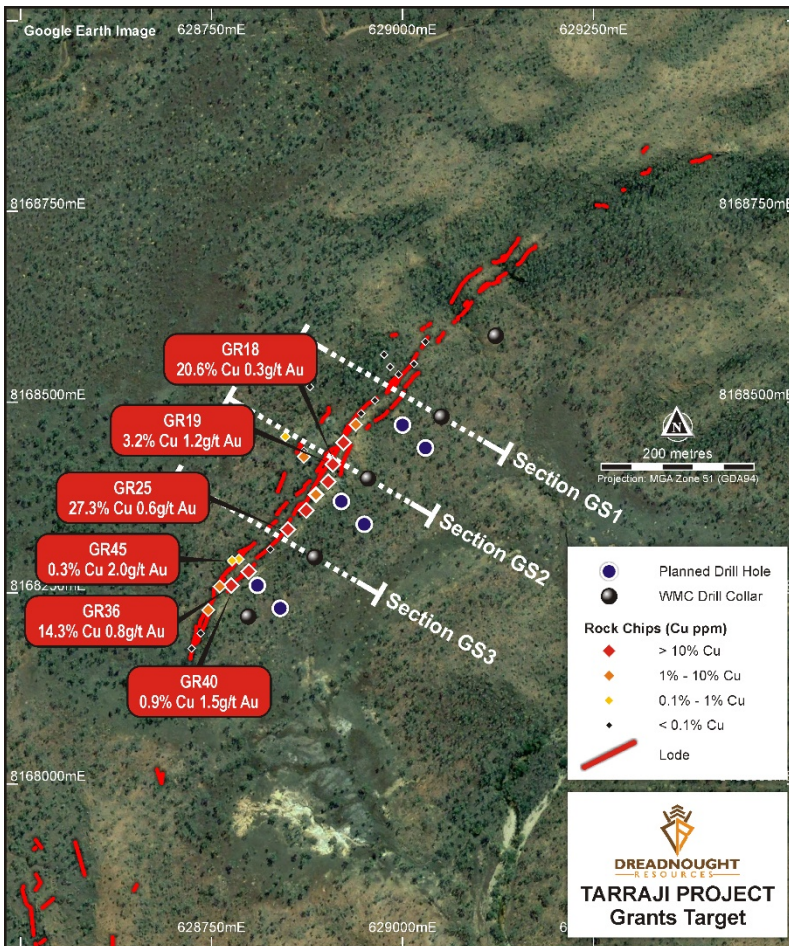 Google Earth Image
628750mE
629000mE
629250mE
8168750mE
8168750mE
GR18
20.6% Cu 0.3g/t Au
8168500mE
8168500mE
GR19
3.2% Cu 1.2g/t Au
N
200 metres
Projection: MGA Zone 51 (GDA94)
Section GS1
GR25
27.3% Cu 0.6g/t Au
Section GS2
GR45
0.3% Cu 2.0g/t Au
8168250mE
GR36
14.3% Cu 0.8g/t Au
Section GS3
GR40
0.9% Cu 1.5g/t Au
Planned Drill Hole
WMC Drill Collar
Rock Chips (Cu ppm)
> 10% Cu
1% - 10% Cu
0.1% - 1% Cu
< 0.1% Cu
Lode
8168000mE
DREADNOUGHT
RESOURCES
TARRAJI PROJECT
Grants Target
628750mE
629000mE